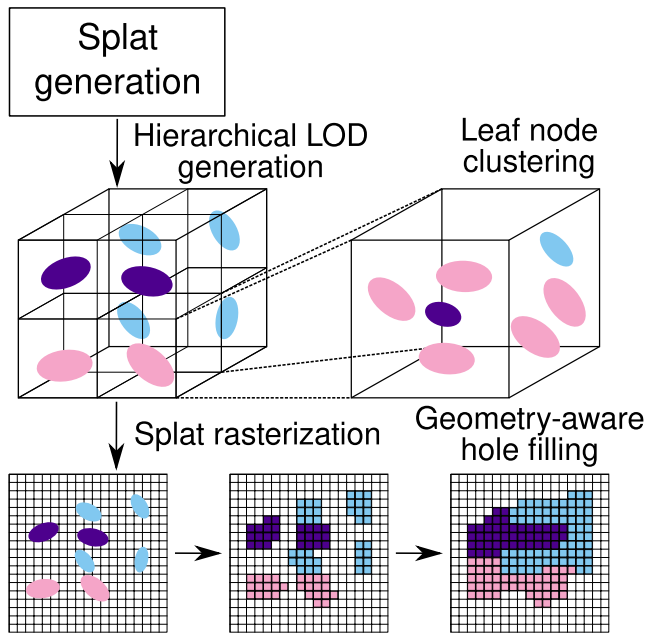 Splat
generation
Hierarchical LOD
generation
Leaf node
clustering
Splat rasterization
Geometry-aware
hole filling